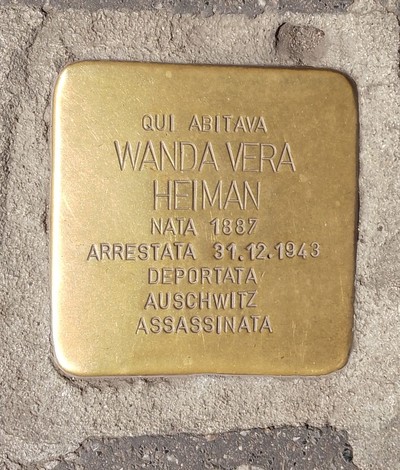 QUI ABITAVA
WANDA VERA
HEIMAN
NATA 1887
ARRESTATA 31.12.1943
DEPORTATA
AUSCHWITZ
ASSASSINATA